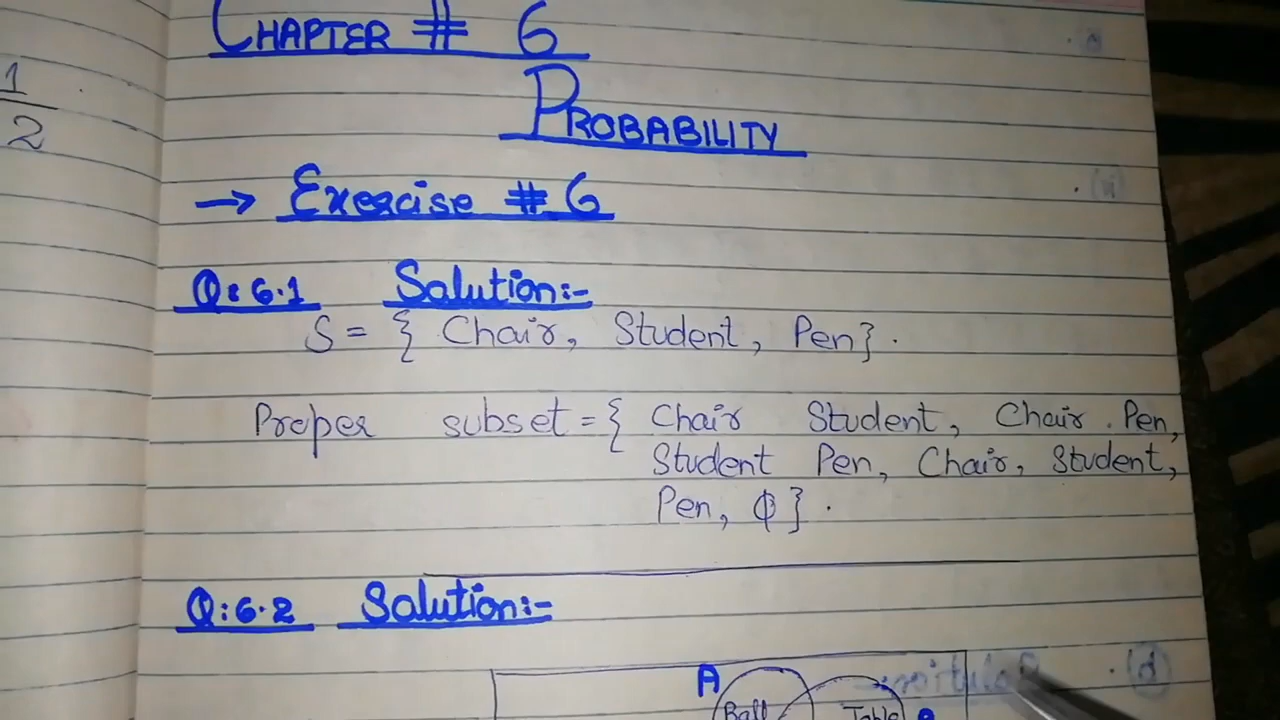 1
2
CHAPTER # 6
PROBABILITY
→ Exercise # 6
Q: 6.1 Solution:-
S = { Chair, Student, Pen}.
Proper subset = { Chair Student, Chair Pen,
Student Pen, Chair, Student,
Pen, Φ }.
Q: 6.2 Solution:-
A
Ball Table